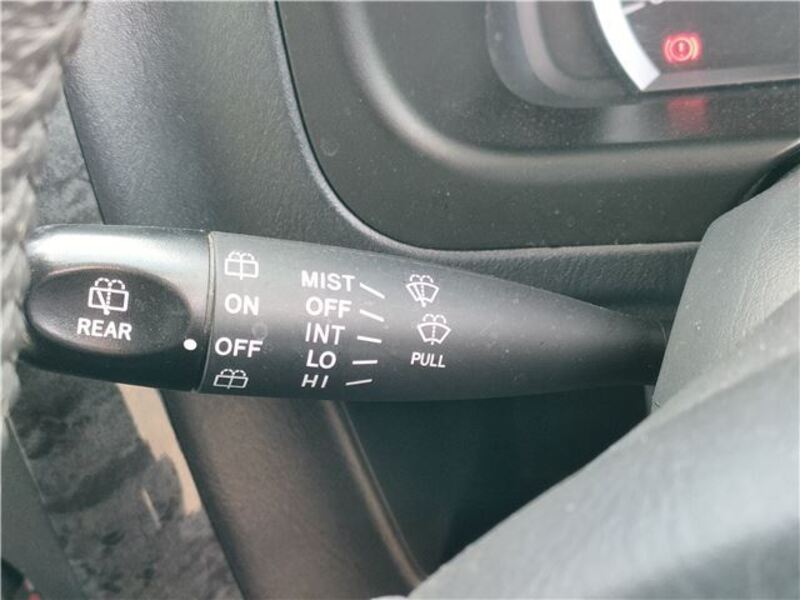 REAR
ON
OFF
MIST
OFF
INT
LO
HI
PULL